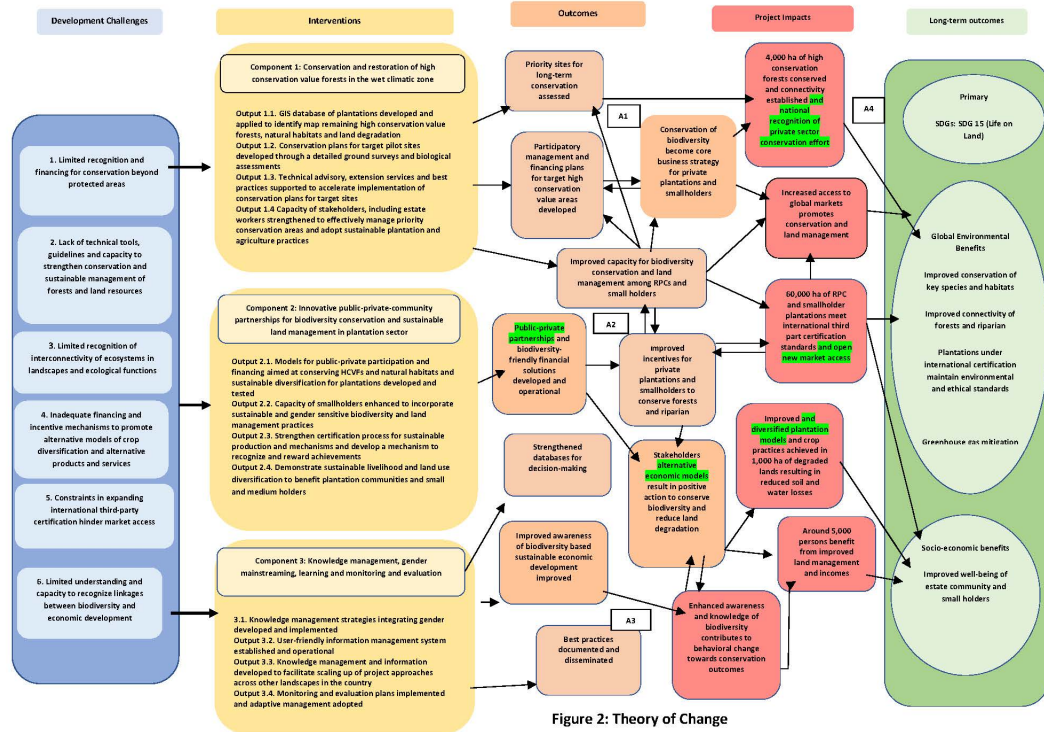 Development Challenges
Interventions
Outcomes
Project Impacts
Long-term outcomes
1. Limited recognition and
financing for conservation beyond
protected areas
2. Lack of technical tools,
guidelines and capacity to
strengthen conservation and
sustainable management of
forests and land resources
3. Limited recognition of
interconnectivity of ecosystems in
landscapes and ecological functions
4. Inadequate financing and
incentive mechanisms to promote
alternative models of crop
diversification and alternative
products and services
5. Constraints in expanding
international third-party
certification hinder market access
6. Limited understanding and
capacity to recognize linkages
between biodiversity and
economic development
Component 1: Conservation and restoration of
high conservation value forests in the wet climatic zone
Output 1.1. GIS database of plantations developed and
applied to identify map remaining high conservation value
forests, natural habitats and land degradation
Output 1.2. Conservation plans for target pilot sites
developed through a detailed ground surveys and biological
assessments
Output 1.3. Technical advisory, extension services and best
practices supported to accelerate implementation of
conservation plans for target sites
Output 1.4 Capacity of stakeholders, including estate
workers strengthened to effectively manage priority
conservation areas and adopt sustainable plantation and
agriculture practices
Component 2: Innovative public-private-community
partnerships for biodiversity conservation and sustainable
land management in plantation sector
Output 2.1. Models for public-private participation and
financing aimed at conserving HCVFs and natural habitats and
sustainable diversification for plantations developed and
tested
Output 2.2. Capacity of smallholders enhanced to incorporate
sustainable and gender sensitive biodiversity and land
management practices
Output 2.3. Strengthen certification process for sustainable
production and mechanisms and develop a mechanism to
recognize and reward achievements
Output 2.4. Demonstrate sustainable livelihood and land use
diversification to benefit plantation communities and small
and medium holders
Component 3: Knowledge management, gender
mainstreaming, learning and monitoring and evaluation
3.1. Knowledge management strategies integrating gender
developed and implemented
Output 3.2. User-friendly information management system
established and operational
Output 3.3. Knowledge management and information
developed to facilitate scaling up of project approaches
across other landscapes in the country
Output 3.4. Monitoring and evaluation plans implemented
and adaptive management adopted
Priority sites for
long-term
conservation
assessed
A1
Participatory
management and
financing plans
for target high
conservation
value areas
developed
Conservation of
biodiversity
become core
business strategy
for private
plantations and
smallholders
Improved capacity for biodiversity
conservation and land
management among RPCs and
small holders
A2
Public-private
partnerships and
biodiversity-
friendly financial
solutions
developed and
operational
Improved
incentives for
private
plantations and
smallholders to
conserve forests
and riparian
Strengthened
databases for
decision-making
Stakeholders
alternative
economic models
result in positive
action to conserve
biodiversity and
reduce land
degradation
Improved awareness
of biodiversity based
sustainable economic
development
improved
A3
Best practices
documented and
disseminated
4,000 ha of high
conservation
forests conserved
and connectivity
established and
national
recognition of
private sector
conservation effort
A4
Increased access to
global markets
promotes
conservation and
land management
60,000 ha of RPC
and smallholder
plantations meet
international third
part certification
standards and open
new market access
Improved and
diversified plantation
models and crop
practices achieved in
1,000 ha of degraded
lands resulting in
reduced soil and
water losses
Around 5,000
persons benefit
from improved
land management
and incomes
Enhanced awareness
and knowledge of
biodiversity
contributes to
behavioral change
towards conservation
outcomes
Primary
SDGs: SDG 15 (Life on
Land)
Global Environmental
Benefits
Improved conservation of
key species and habitats
Improved connectivity of
forests and riparian
Plantations under
international certification
maintain environmental
and ethical standards
Greenhouse gas mitigation
Socio-economic benefits
Improved well-being of
estate community and
small holders
Figure 2: Theory of Change